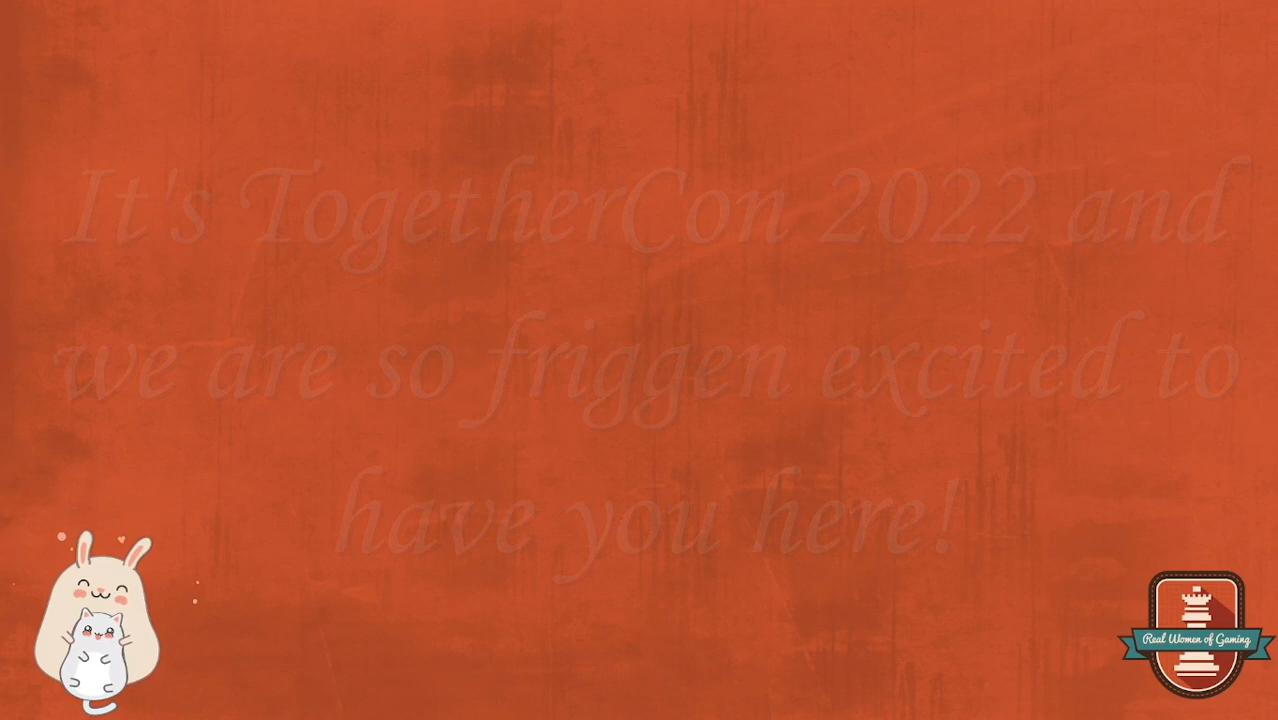 It's TogetherCon 2022 and
we are so friggen excited to
have you here!
Real Women of Gaming